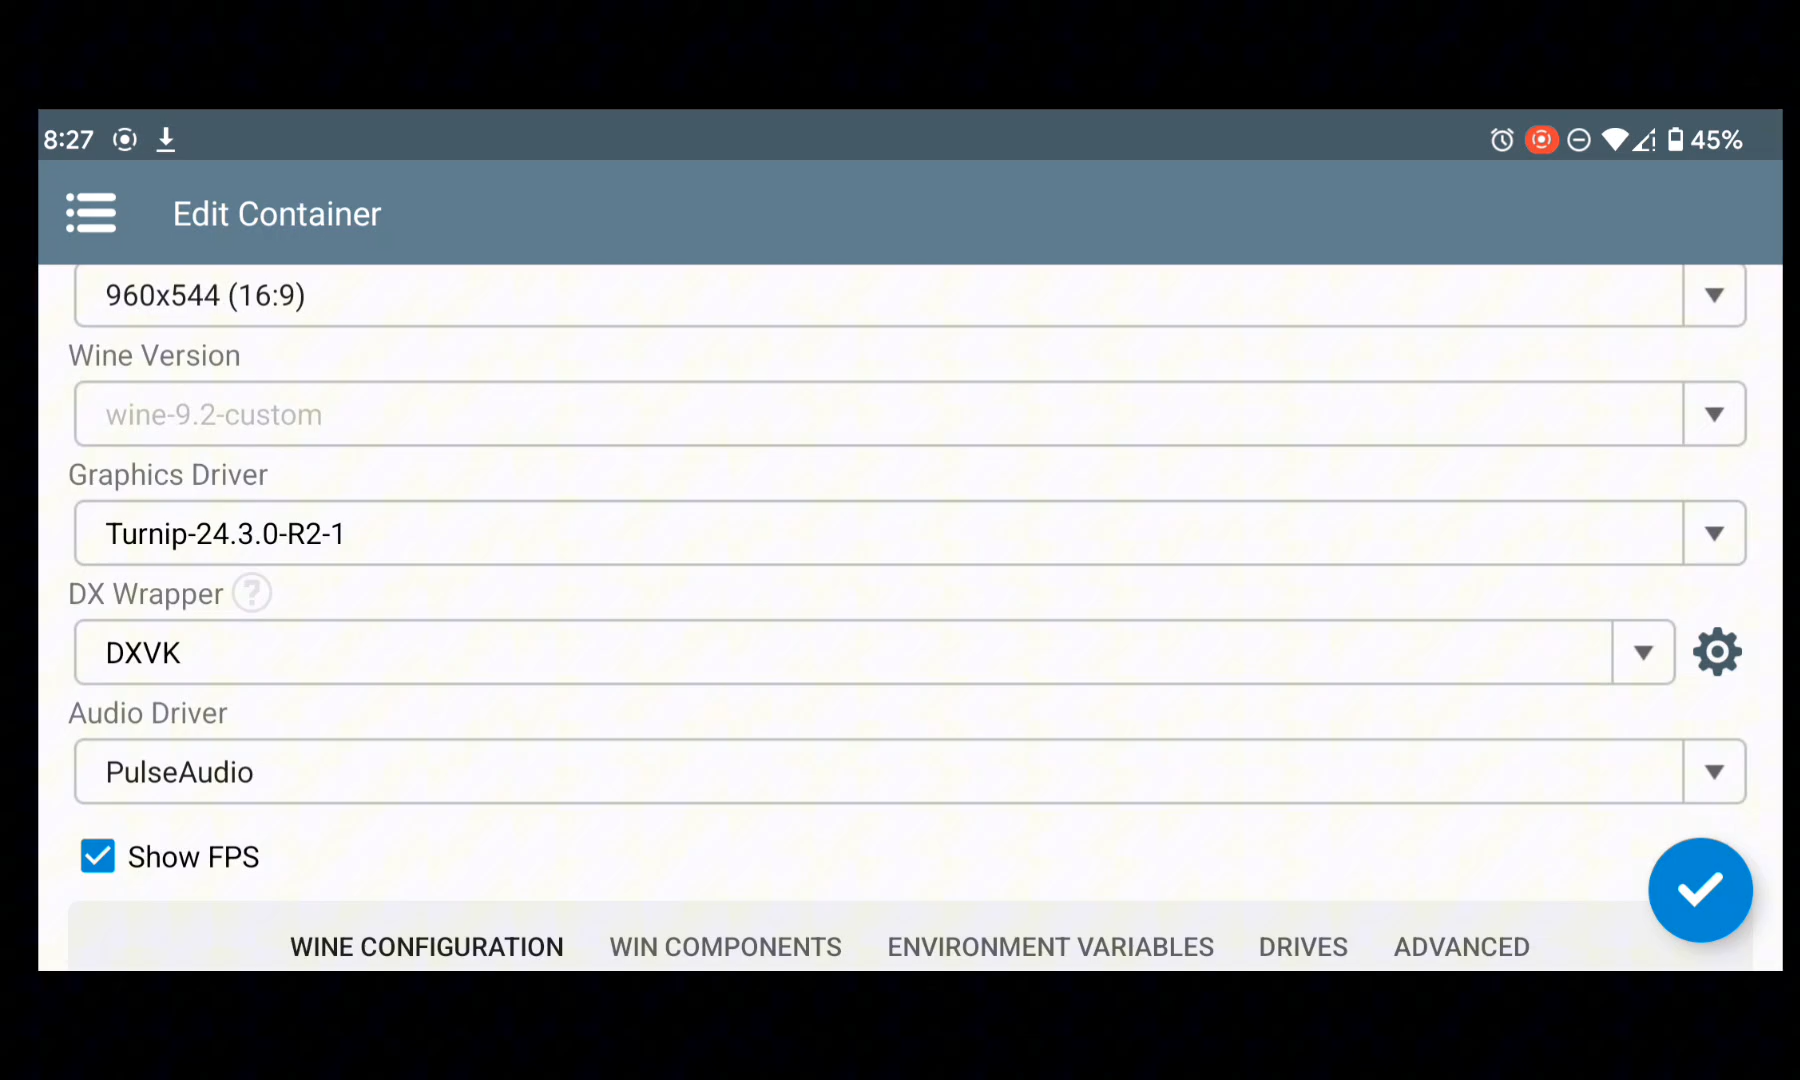 8:27
45%
Edit Container
960x544 (16:9)
Wine Version
wine-9.2-custom
Graphics Driver
Turnip-24.3.0-R2-1
DX Wrapper ?
DXVK
Audio Driver
PulseAudio
Show FPS
WINE CONFIGURATION WIN COMPONENTS ENVIRONMENT VARIABLES DRIVES ADVANCED